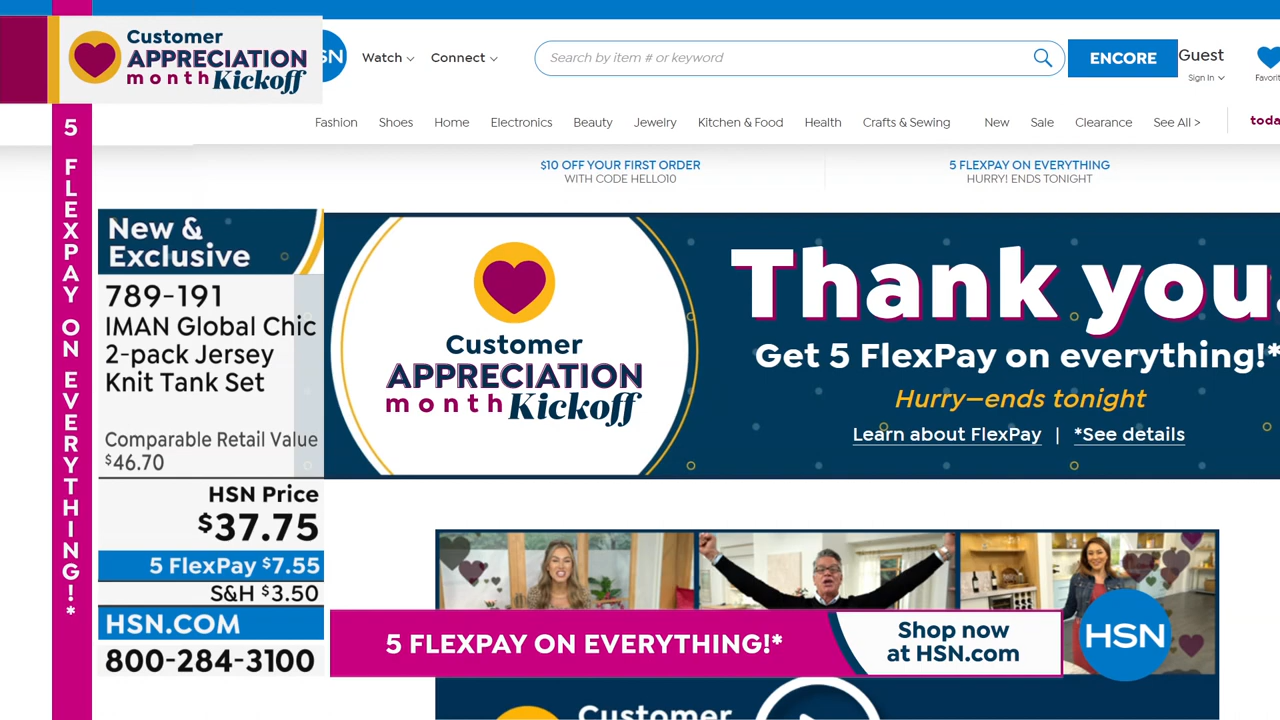 Customer
APPRECIATION
month Kickoff
Watch
Connect
Search by item # or keyword
ENCORE
Guest
Sign In
Fashion
Shoes
Home
Electronics
Beauty
Jewelry
Kitchen & Food
Health
Crafts & Sewing
New
Sale
Clearance
See All >
$10 OFF YOUR FIRST ORDER
WITH CODE HELLO10
5 FLEXPAY ON EVERYTHING
HURRY! ENDS TONIGHT
5 FLEXPAY ON EVERYTHING!*
New &
Exclusive
789-191
IMAN Global Chic
2-pack Jersey
Knit Tank Set
Comparable Retail Value
$46.70
HSN Price
$37.75
5 FlexPay $7.55
S&H $3.50
HSN.COM
800-284-3100
Customer
APPRECIATION
month Kickoff
Thank you!
Get 5 FlexPay on everything!*
Hurry—ends tonight
Learn about FlexPay | *See details
5 FLEXPAY ON EVERYTHING!*
Shop now
at HSN.com
HSN
Customer